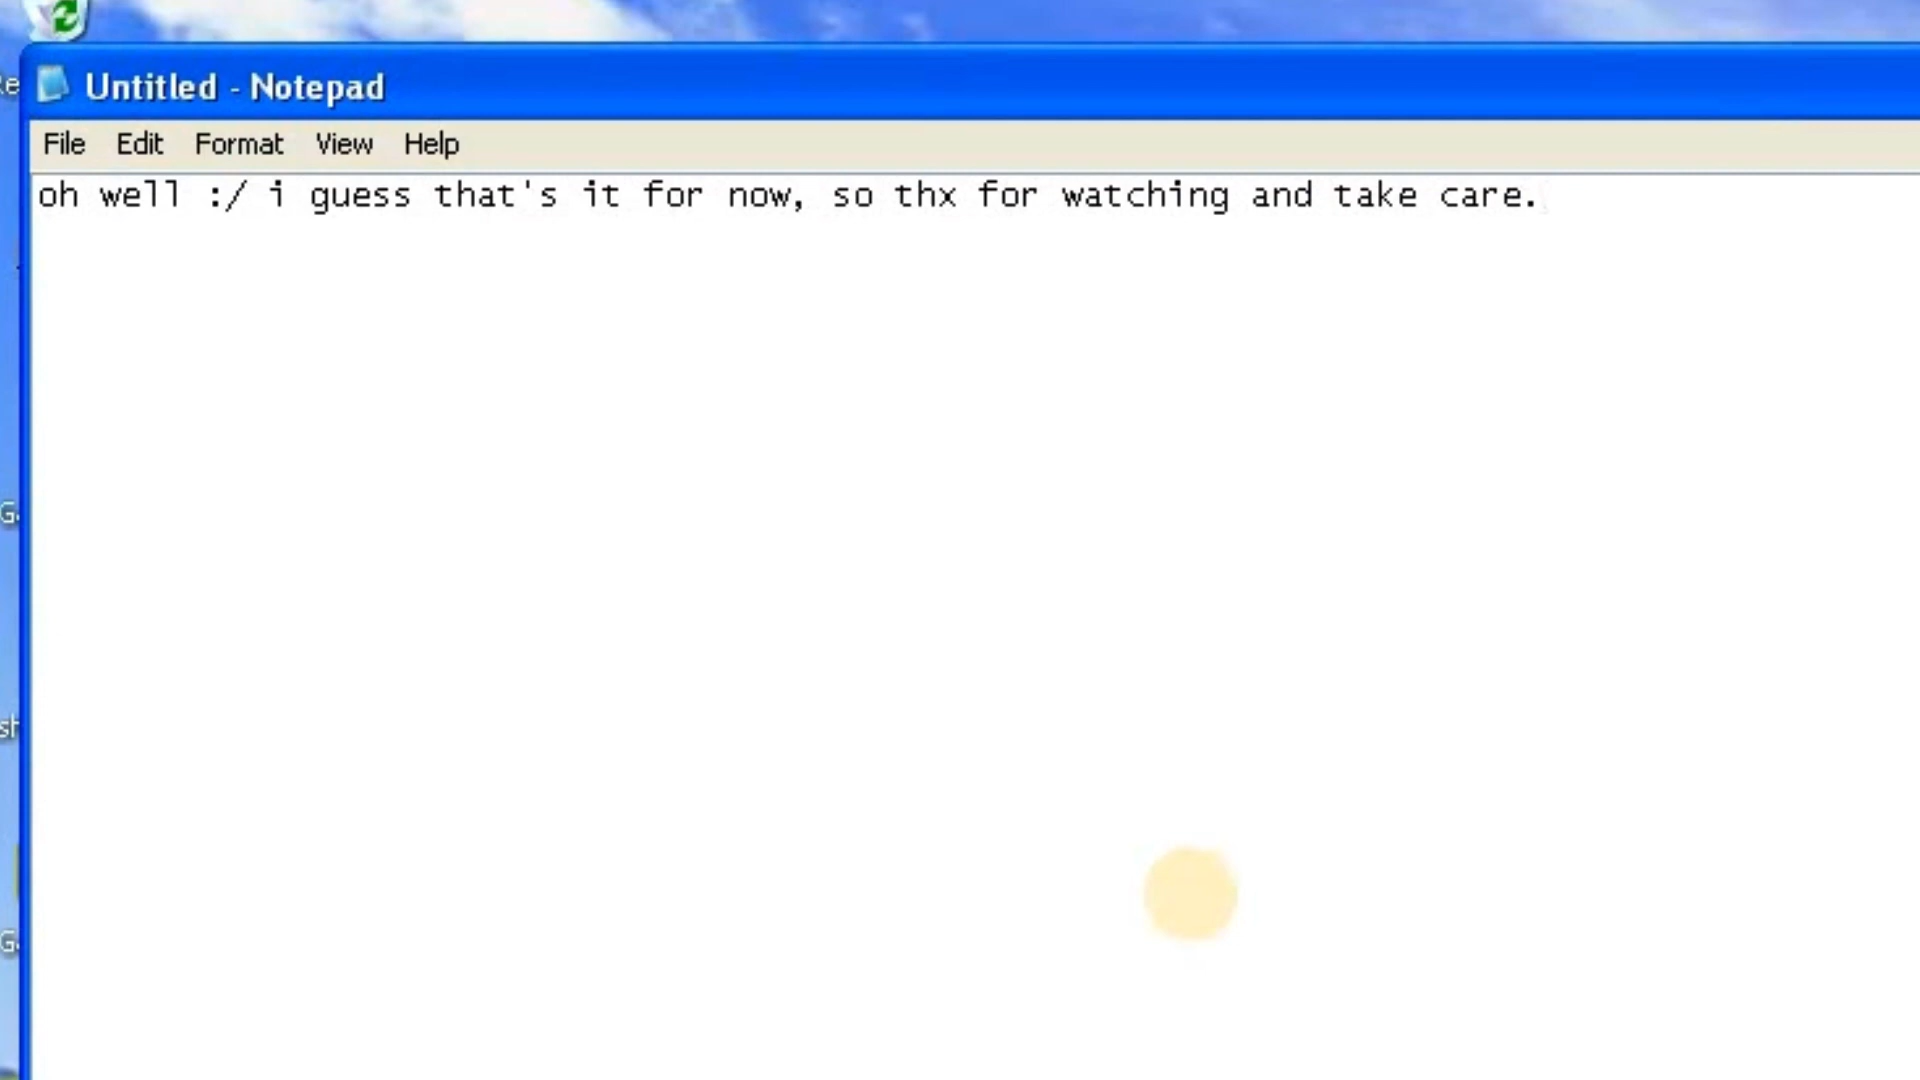 Untitled - Notepad
File Edit Format View Help
oh well :/ i guess that's it for now, so thx for watching and take care.